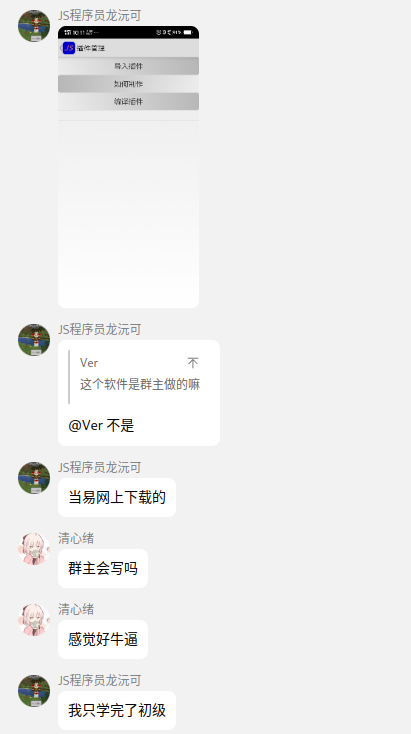 JS程序员龙沅可
JS 插件管理
导入插件
如何制作
编译插件
JS程序员龙沅可
Ver 不
这个软件是群主做的嘛
@Ver 不是
JS程序员龙沅可
当易网上下载的
清心绪
群主会写吗
清心绪
感觉好牛逼
JS程序员龙沅可
我只学完了初级